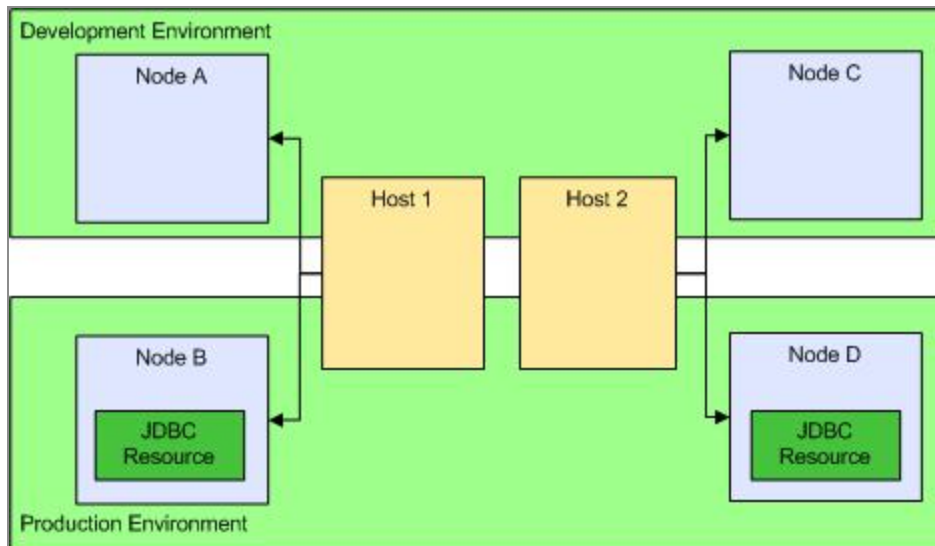 Development Environment
Node A
Node C
Host 1
Host 2
Node B
JDBC
Resource
Node D
JDBC
Resource
Production Environment